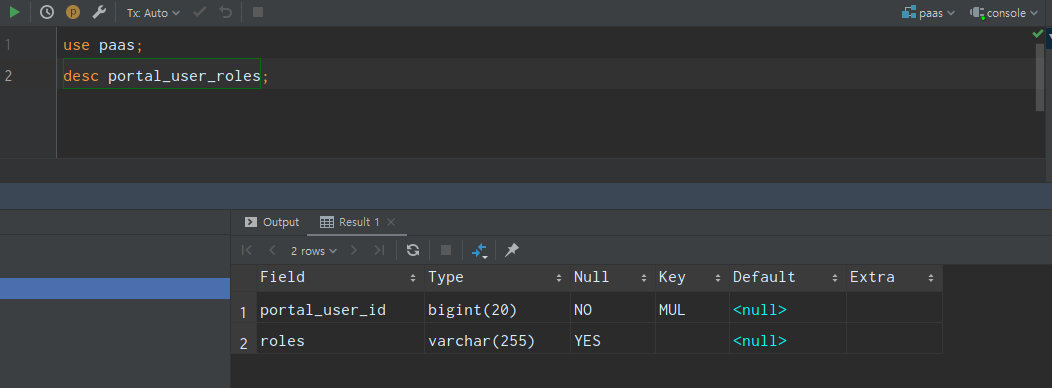 Tx: Auto
paas
console
1 use paas;
2 desc portal_user_roles;
Output
Result 1
2 rows
Field Type Null Key Default Extra
1 portal_user_id bigint(20) NO MUL <null>
2 roles varchar(255) YES <null>